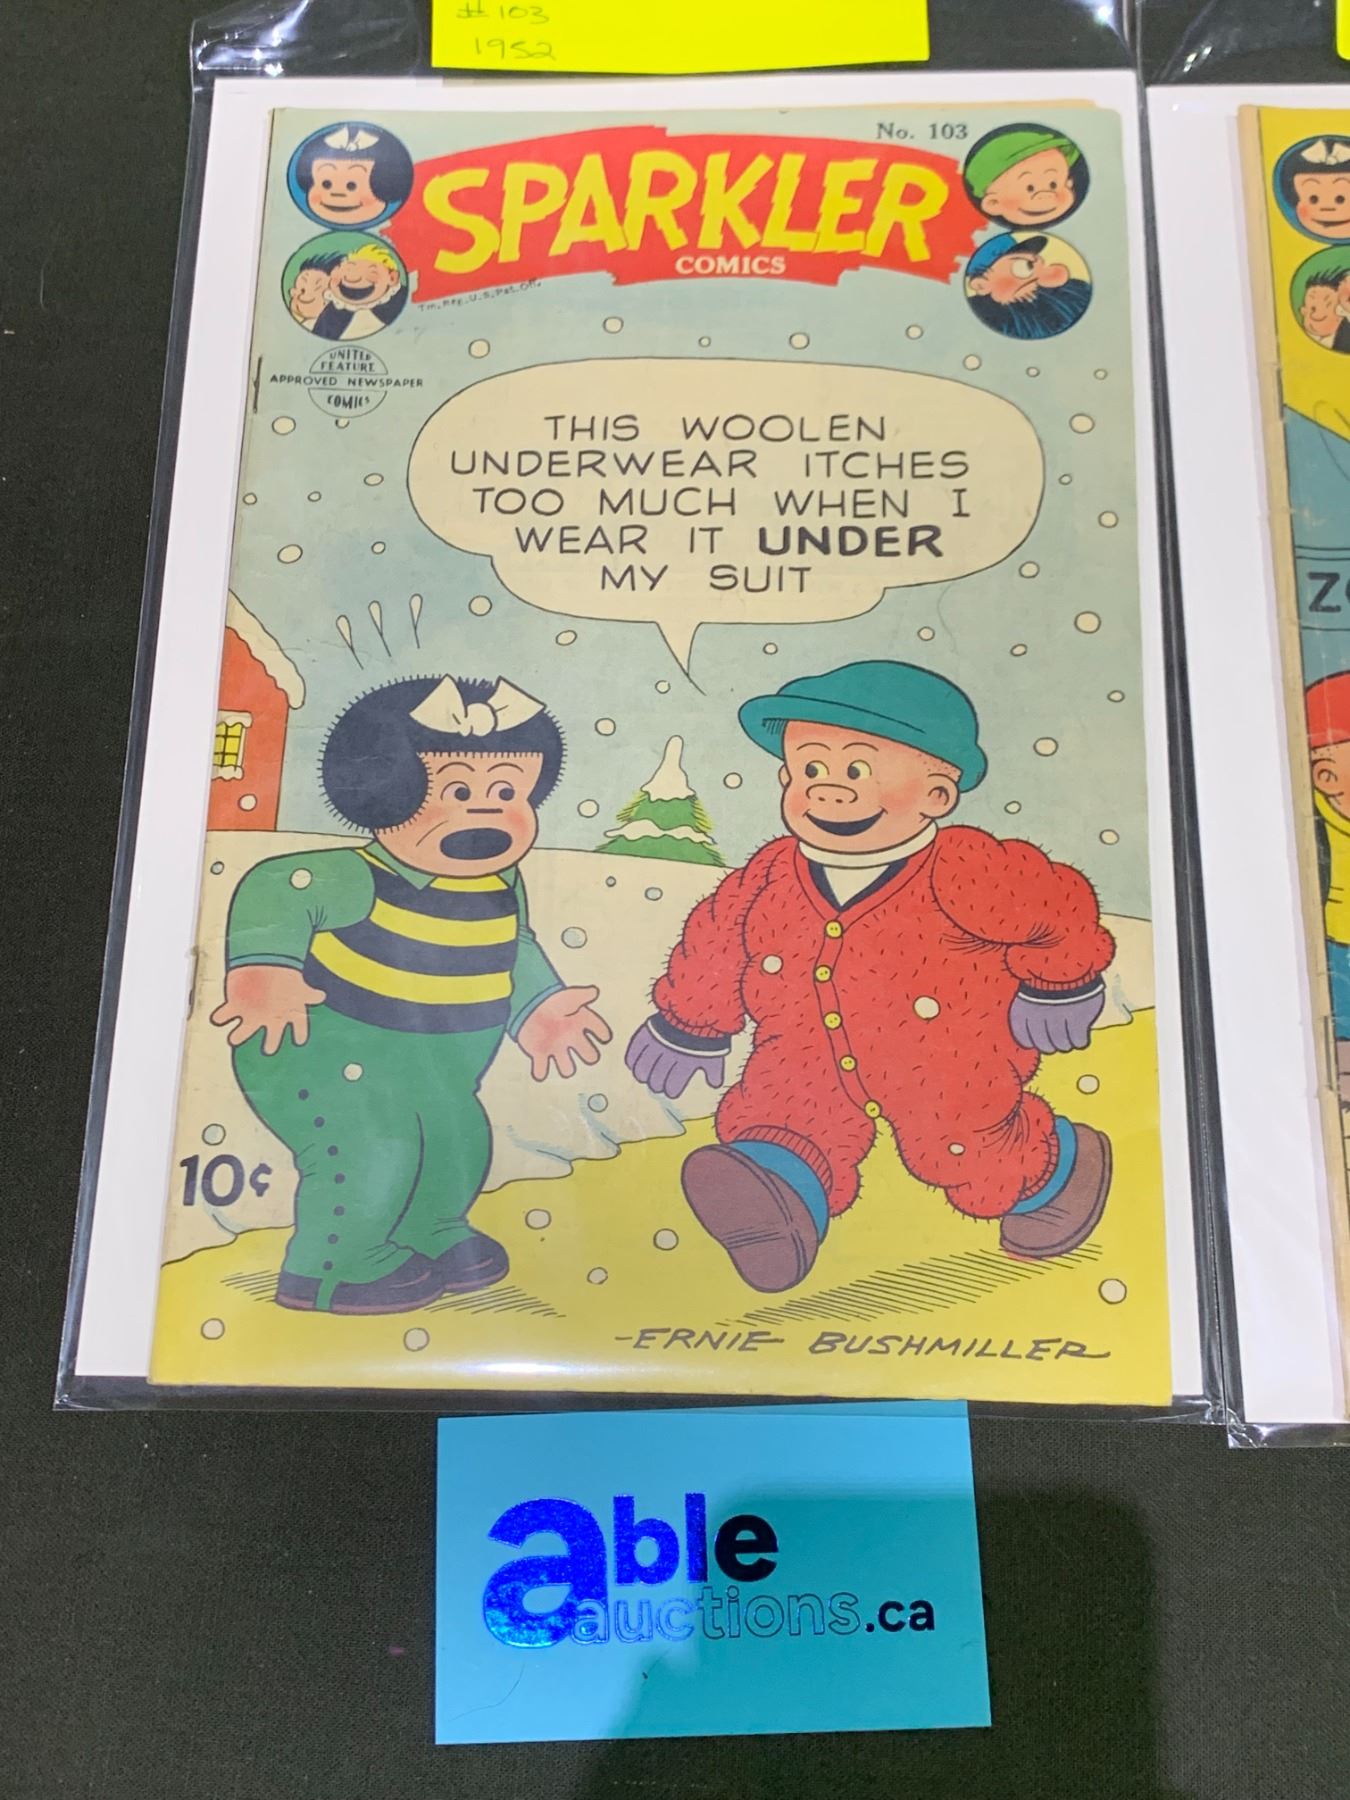 # 103
1952
No. 103
SPARKLER
COMICS
T.m. Reg. U.S. Pat. Off.
UNITED
FEATURE
APPROVED NEWSPAPER
COMICS
THIS WOOLEN
UNDERWEAR ITCHES
TOO MUCH WHEN I
WEAR IT UNDER
MY SUIT
10¢
-ERNIE BUSHMILLER-
able
auctions.ca